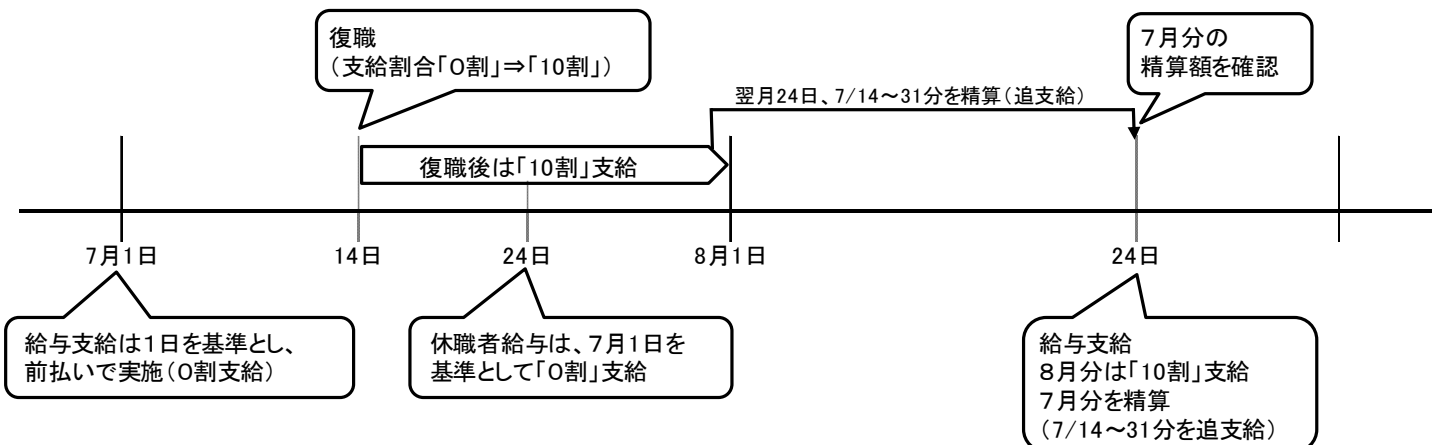 復職
（支給割合「０割」⇒「10割」）
７月分の
精算額を確認
翌月24日、7/14～31分を精算（追支給）
復職後は「10割」支給
7月1日
14日
24日
8月1日
24日
給与支給は１日を基準とし、
前払いで実施（０割支給）
休職者給与は、７月１日を
基準として「０割」支給
給与支給
８月分は「10割」支給
７月分を精算
（7/14～31分を追支給）